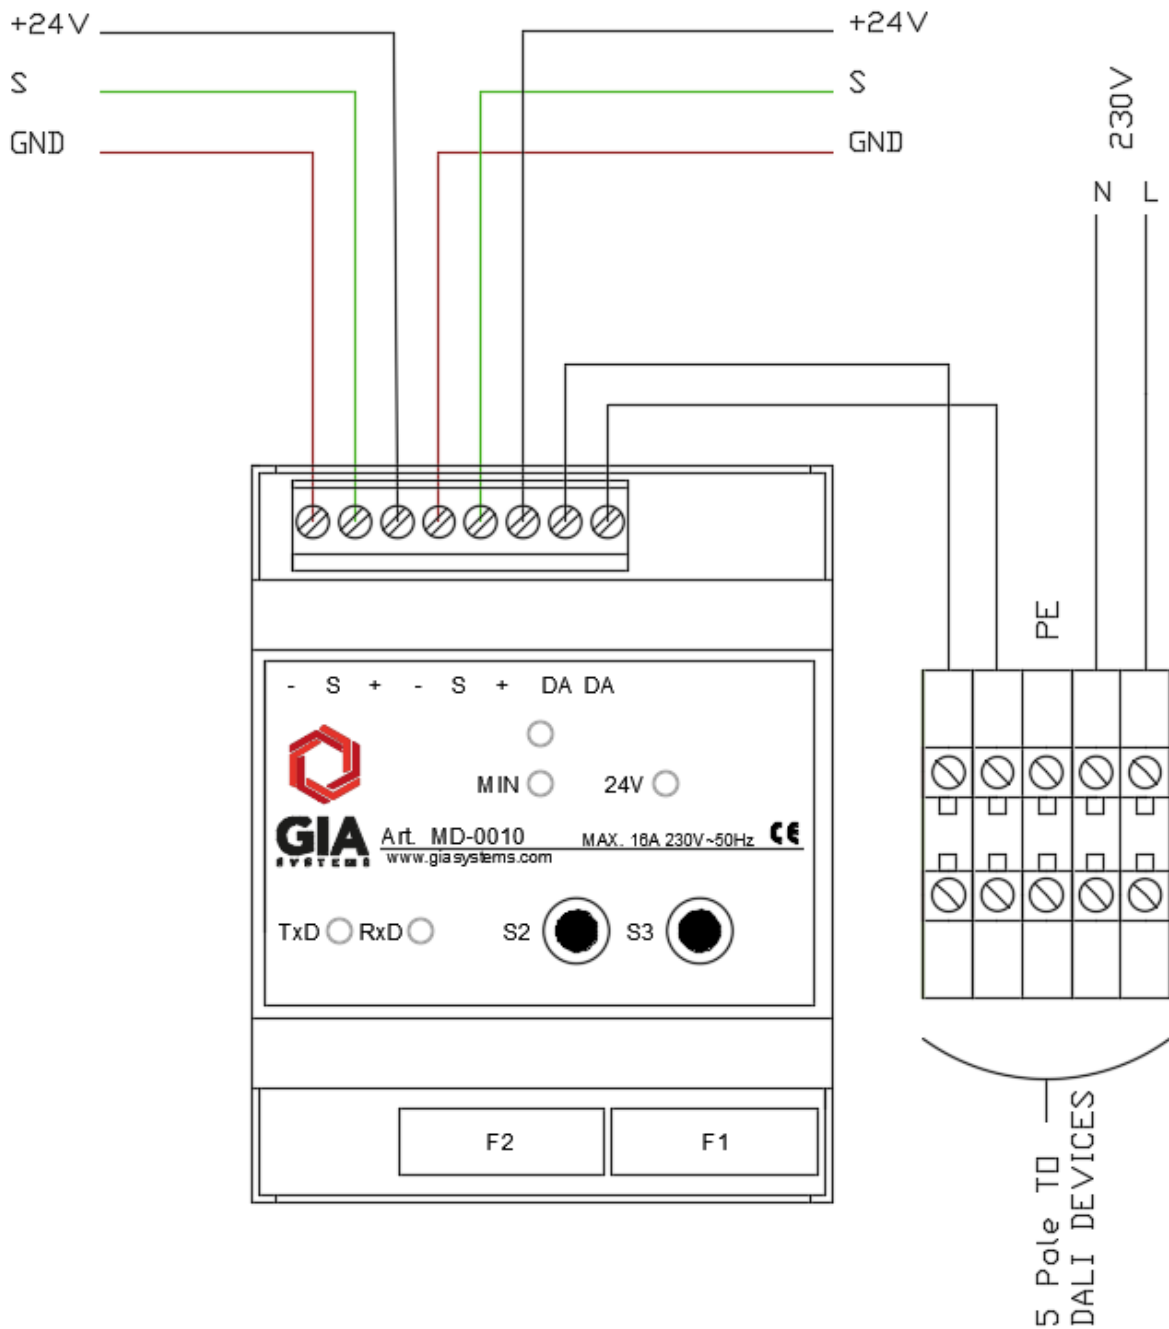 +24V
S
GND
+24V
S
GND
230V
N L
PE
- S + - S + DA DA
MIN
24V
GIA
SYSTEMS
Art. MD-0010
MAX. 16A 230V~50Hz CE
www.giasystems.com
TxD RxD S2 S3
F2 F1
5 Pole TO
DALI DEVICES